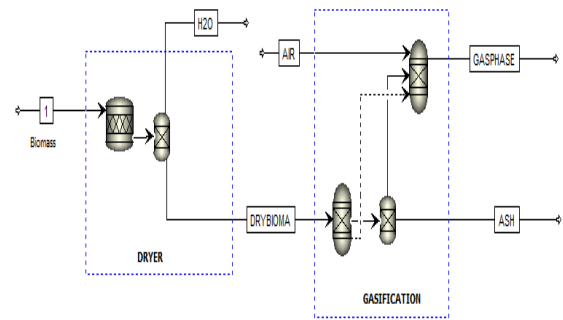 H2O
AIR
GASPHASE
1
Biomass
DRYBIOMA
ASH
DRYER
GASIFICATION